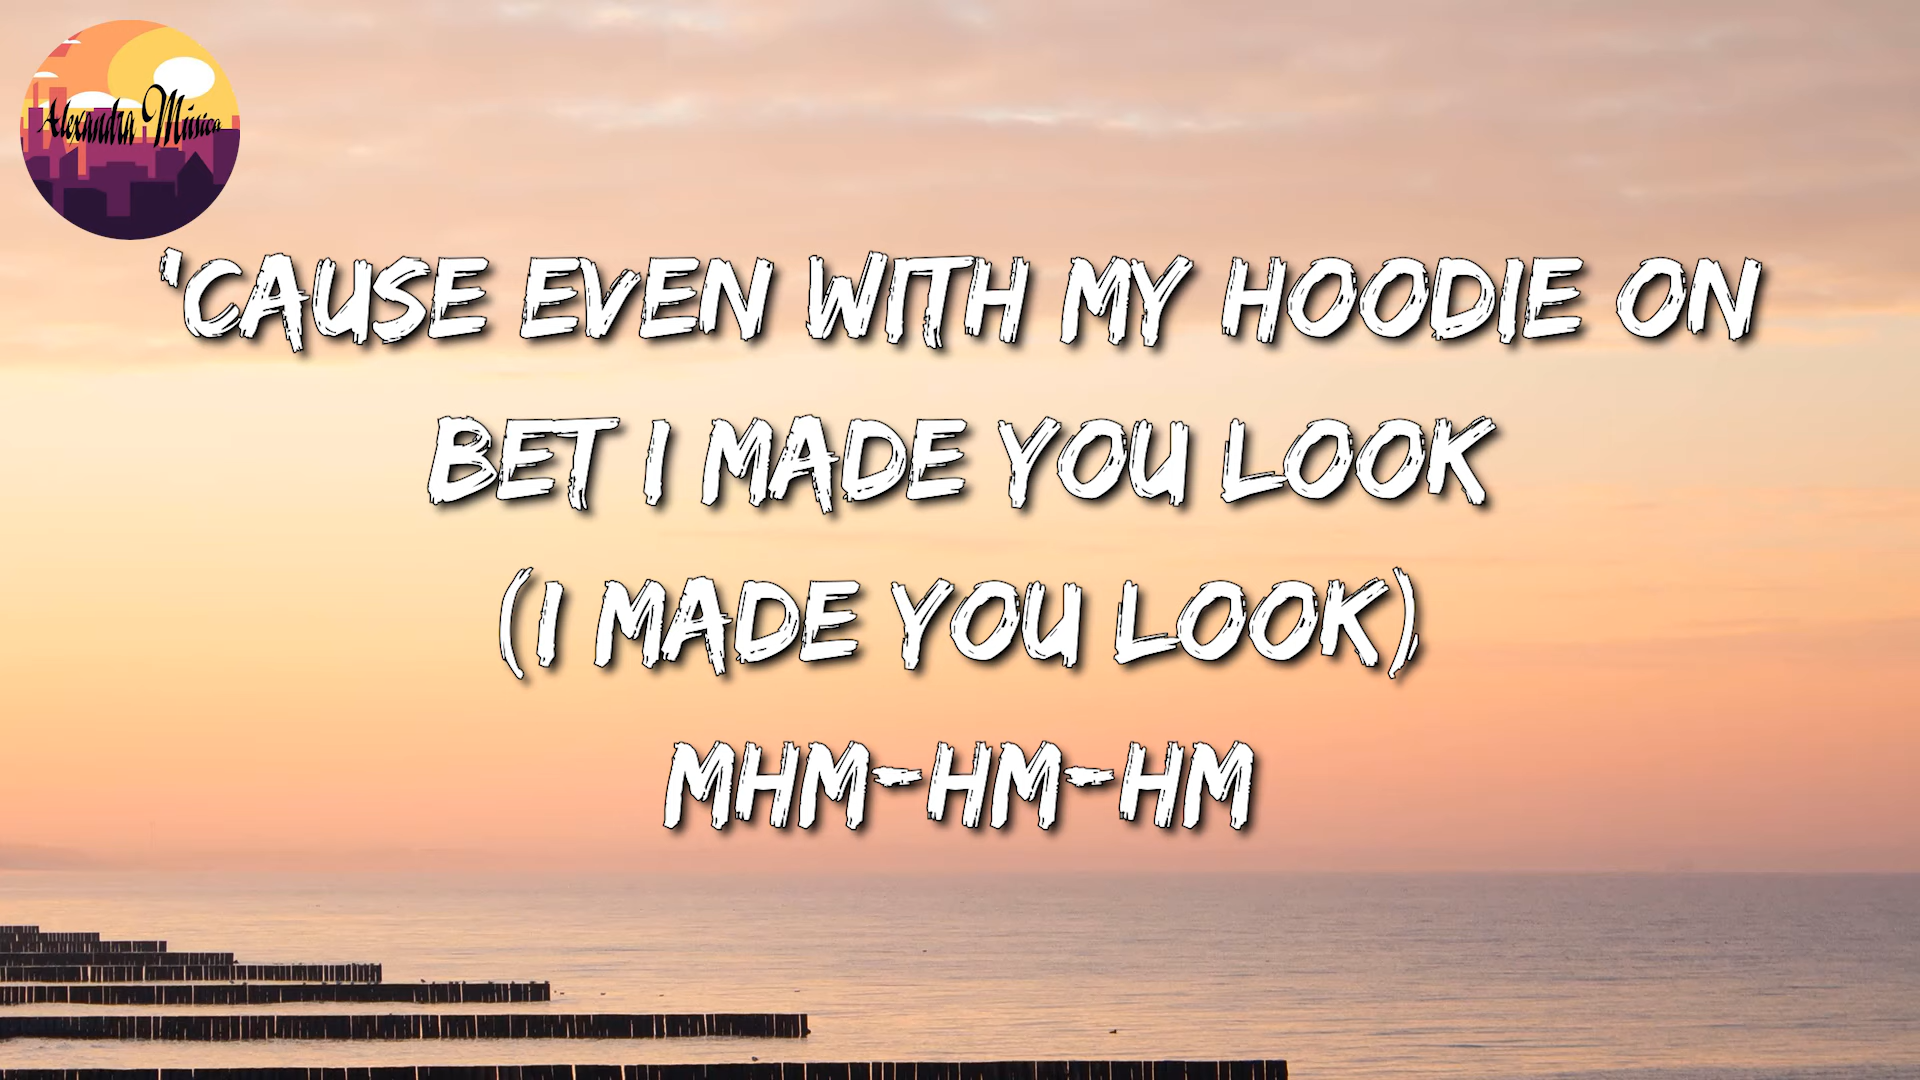 Alexandra Música
'CAUSE EVEN WITH MY HOODIE ON
BET I MADE YOU LOOK
(I MADE YOU LOOK)
MHM-HM-HM